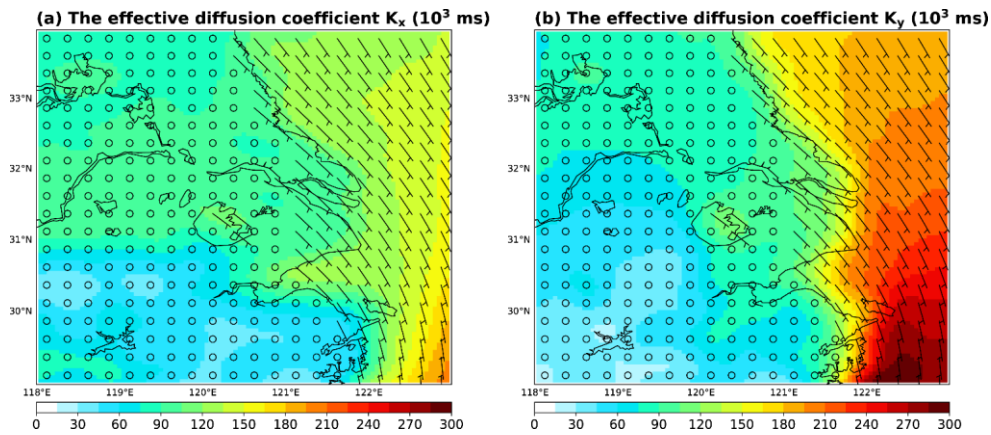 (a) The effective diffusion coefficient Kₓ (10³ ms)
33°N
32°N
31°N
30°N
118°E
119°E
120°E
121°E
122°E
0 30 60 90 120 150 180 210 240 270 300
(b) The effective diffusion coefficient Kᵧ (10³ ms)
33°N
32°N
31°N
30°N
118°E
119°E
120°E
121°E
122°E
0 30 60 90 120 150 180 210 240 270 300